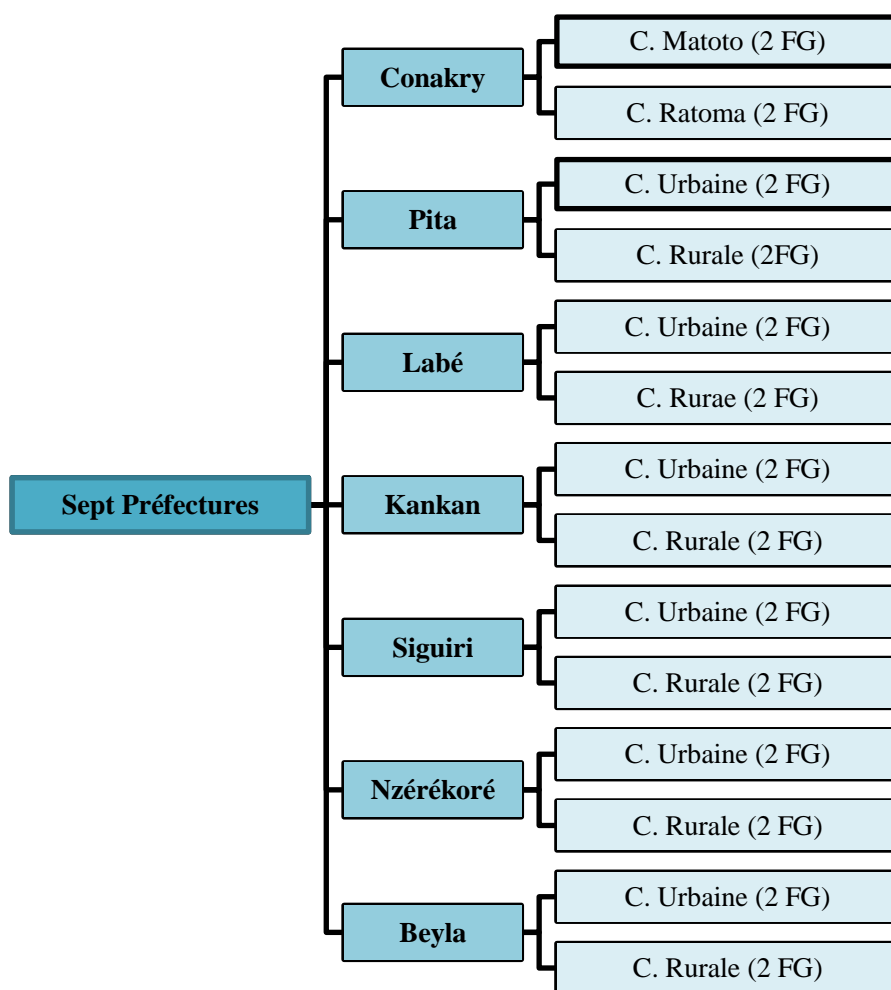 Sept Préfectures
Conakry
C. Matoto (2 FG)
C. Ratoma (2 FG)
Pita
C. Urbaine (2 FG)
C. Rurale (2FG)
Labé
C. Urbaine (2 FG)
C. Rurae (2 FG)
Kankan
C. Urbaine (2 FG)
C. Rurale (2 FG)
Siguiri
C. Urbaine (2 FG)
C. Rurale (2 FG)
Nzérékoré
C. Urbaine (2 FG)
C. Rurale (2 FG)
Beyla
C. Urbaine (2 FG)
C. Rurale (2 FG)